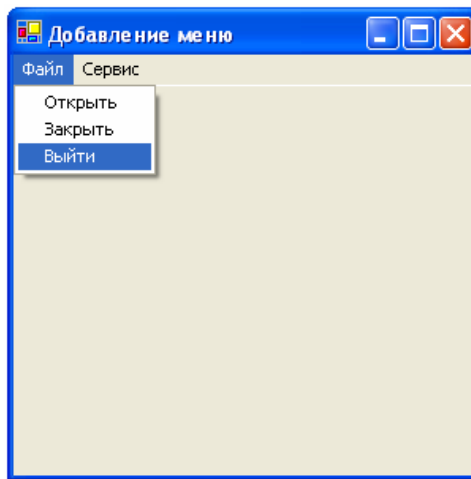 Добавление меню
Файл Сервис
Открыть
Закрыть
Выйти